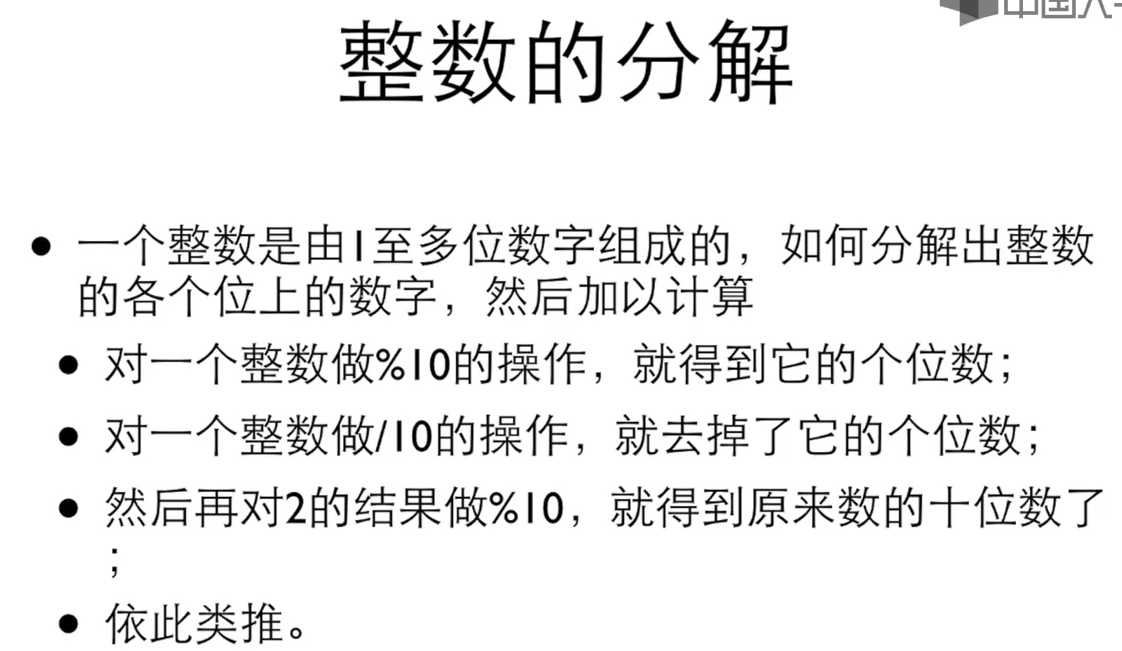 整数的分解
• 一个整数是由1至多位数字组成的，如何分解出整数
的各个位上的数字，然后加以计算
• 对一个整数做%10的操作，就得到它的个位数；
• 对一个整数做/10的操作，就去掉了它的个位数；
• 然后再对2的结果做%10，就得到原来数的十位数了
；
• 依此类推。